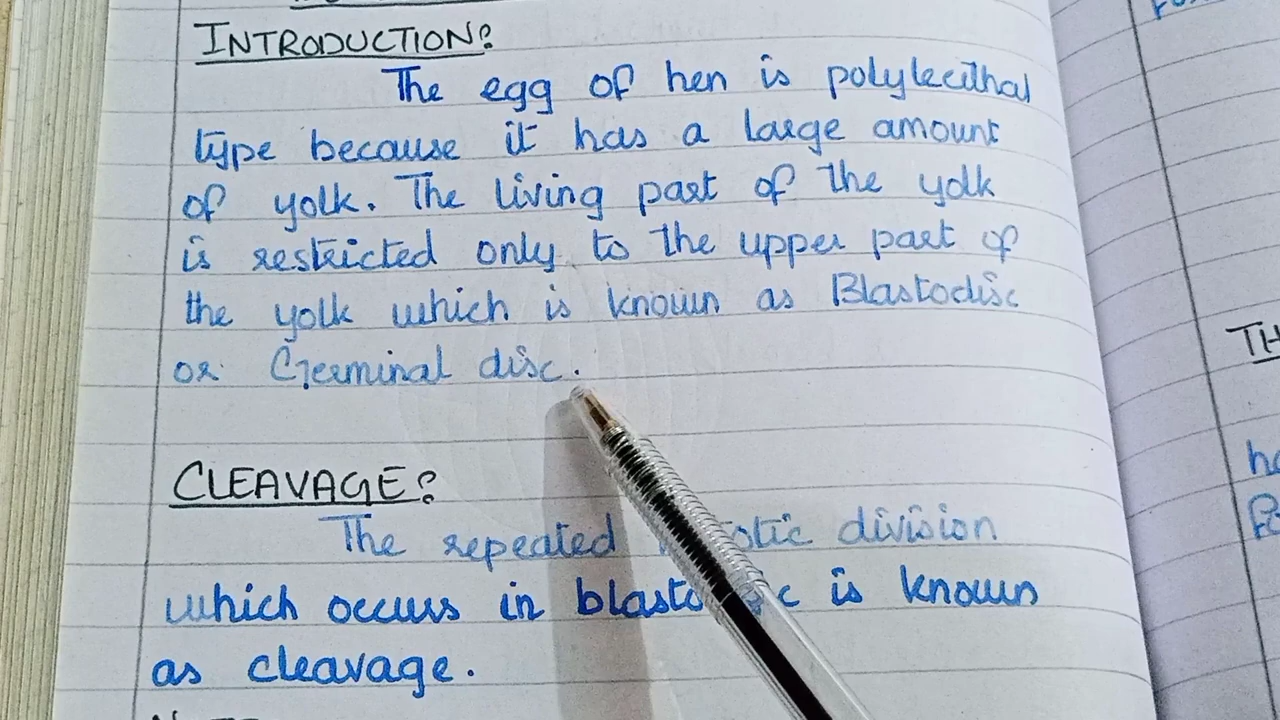 INTRODUCTION:
The egg of hen is polylecithal
type because it has a large amount
of yolk. The living part of the yolk
is restricted only to the upper part of
the yolk which is known as Blastodisc
or Germinal disc.
CLEAVAGE:
The repeated division
which occurs in is known
as cleavage.